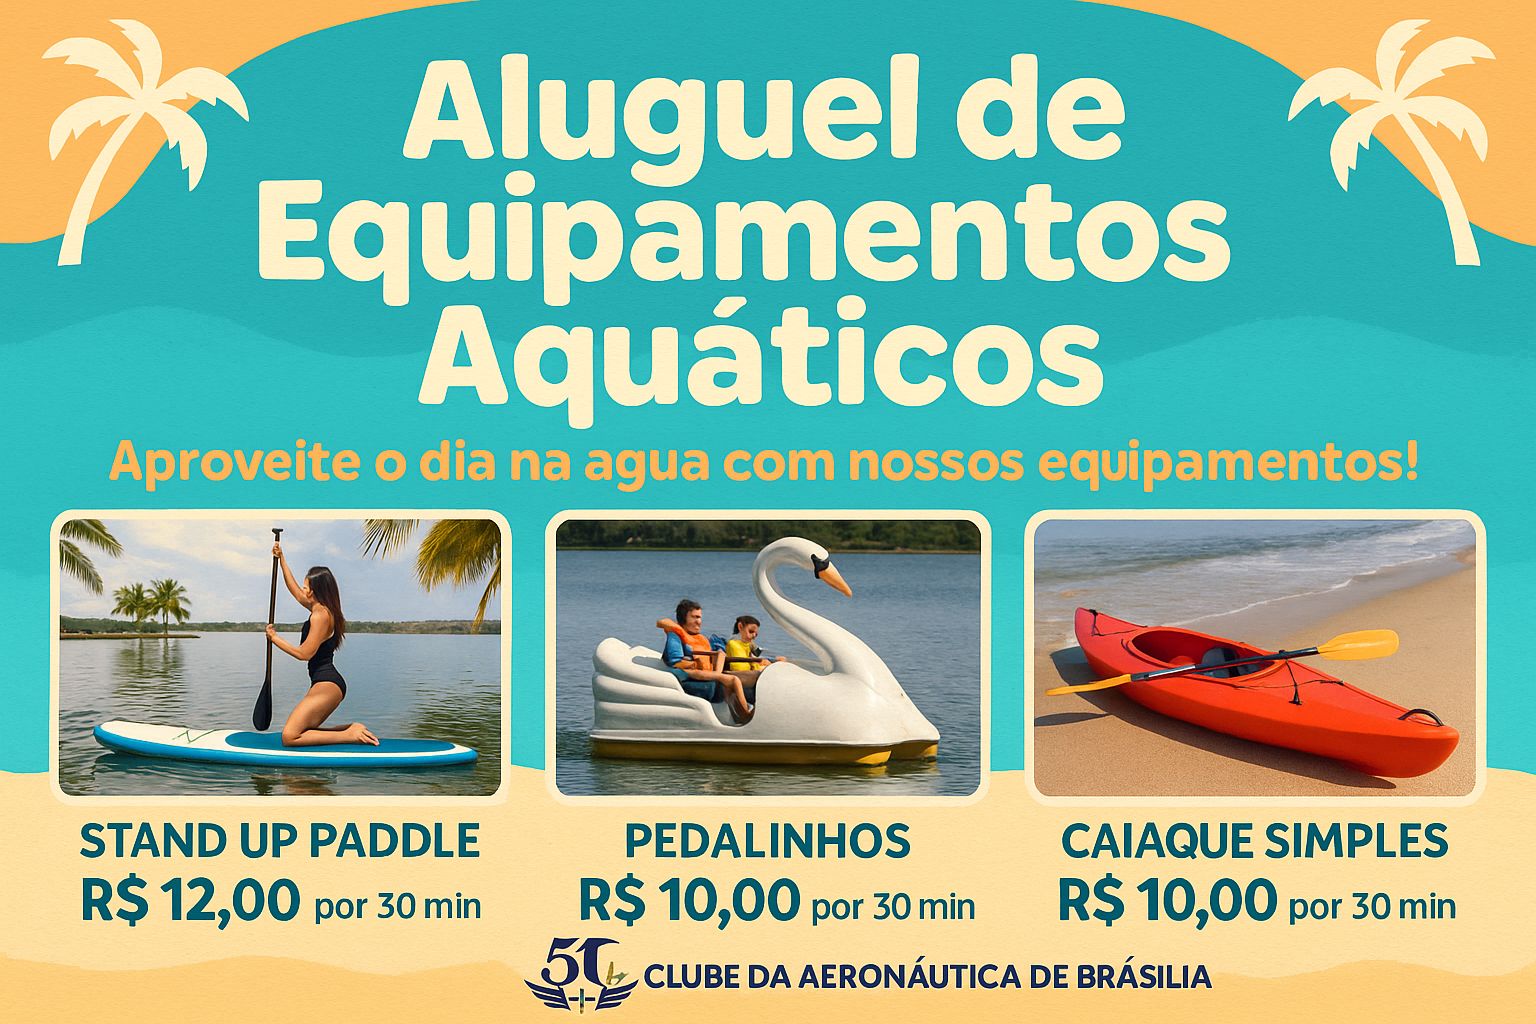 Aluguel de
Equipamentos
Aquáticos
Aproveite o dia na agua com nossos equipamentos!
STAND UP PADDLE
R$ 12,00 por 30 min
PEDALINHOS
R$ 10,00 por 30 min
CAIAQUE SIMPLES
R$ 10,00 por 30 min
CLUBE DA AERONÁUTICA DE BRÁSILIA